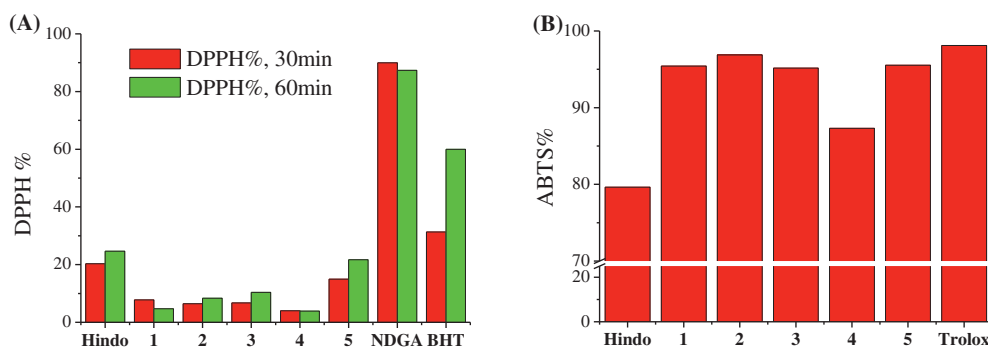 (A)
DPPH %
100
80
60
40
20
0
DPPH%, 30min
DPPH%, 60min
Hindo 1 2 3 4 5 NDGA BHT
(B)
ABTS%
100
90
80
70
20
0
Hindo 1 2 3 4 5 Trolox